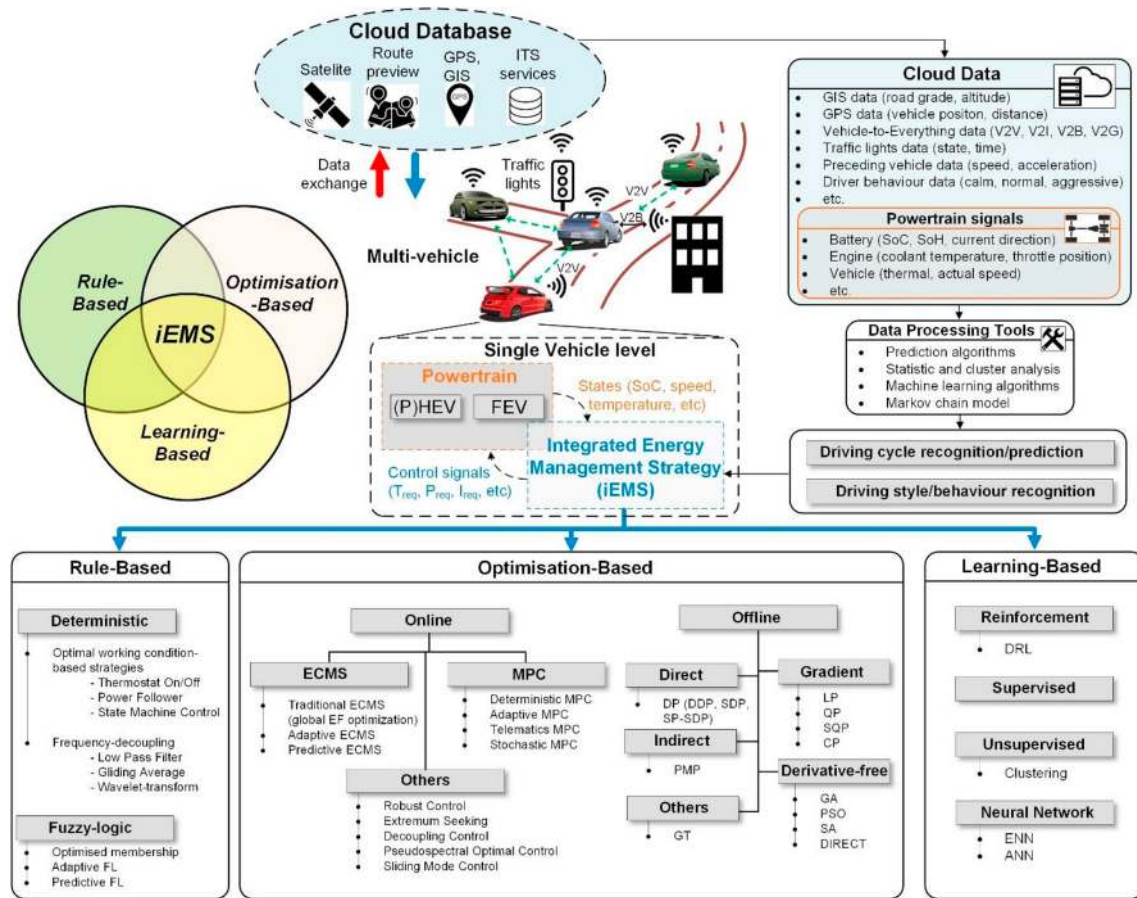 Cloud Database
Satelite
Route
preview
GPS,
GIS
ITS
services
GPS
Data
exchange
Traffic
lights
V2V
V2B
V2V
Multi-vehicle
Cloud Data
GIS data (road grade, altitude)
GPS data (vehicle positon, distance)
Vehicle-to-Everything data (V2V, V2I, V2B, V2G)
Traffic lights data (state, time)
Preceding vehicle data (speed, acceleration)
Driver behaviour data (calm, normal, aggressive)
etc.
Powertrain signals
Battery (SoC, SoH, current direction)
Engine (coolant temperature, throttle position)
Vehicle (thermal, actual speed)
etc.
Data Processing Tools
Prediction algorithms
Statistic and cluster analysis
Machine learning algorithms
Markov chain model
Driving cycle recognition/prediction
Driving style/behaviour recognition
Rule-
Based
Optimisation
-Based
iEMS
Learning-
Based
Single Vehicle level
Powertrain
(P)HEV
FEV
States (SoC, speed,
temperature, etc)
Integrated Energy
Management Strategy
(iEMS)
Control signals
(Treq, Preq, Ireq, etc)
Rule-Based
Deterministic
Optimal working condition-
based strategies
- Thermostat On/Off
- Power Follower
- State Machine Control
Frequency-decoupling
- Low Pass Filter
- Gliding Average
- Wavelet-transform
Fuzzy-logic
Optimised membership
Adaptive FL
Predictive FL
Optimisation-Based
Online
ECMS
Traditional ECMS
(global EF optimization)
Adaptive ECMS
Predictive ECMS
MPC
Deterministic MPC
Adaptive MPC
Telematics MPC
Stochastic MPC
Others
Robust Control
Extremum Seeking
Decoupling Control
Pseudospectral Optimal Control
Sliding Mode Control
Offline
Direct
DP (DDP, SDP,
SP-SDP)
Indirect
PMP
Others
GT
Gradient
LP
QP
SQP
CP
Derivative-free
GA
PSO
SA
DIRECT
Learning-Based
Reinforcement
DRL
Supervised
Unsupervised
Clustering
Neural Network
ENN
ANN